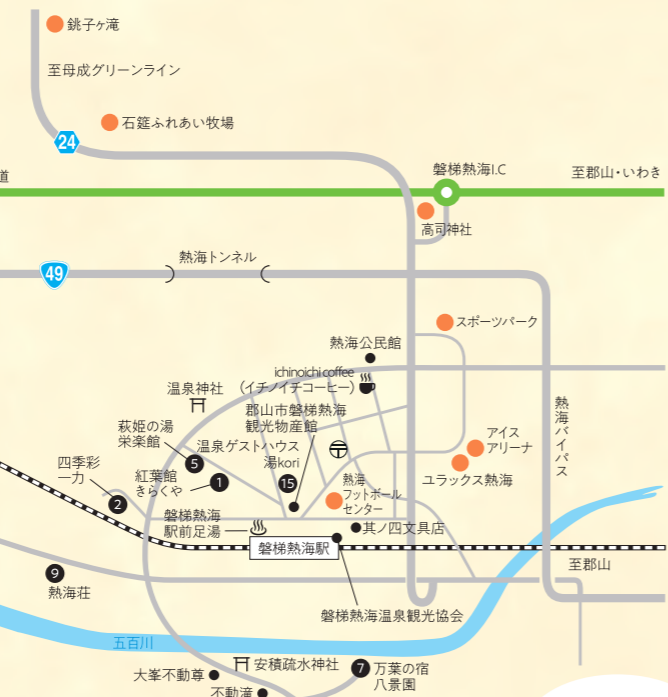 銚子ヶ滝
至母成グリーンライン
石筵ふれあい牧場
24
道
磐梯熱海I.C
至郡山・いわき
高司神社
熱海トンネル
49
スポーツパーク
熱海公民館
ichinoichi coffee
（イチノイチコーヒー）
温泉神社
郡山市磐梯熱海
観光物産館
萩姫の湯
栄楽館
5
温泉ゲストハウス
湯kori
15
熱海バイパス
アイス
アリーナ
ユラックス熱海
四季彩
一力
2
紅葉館
きらくや
1
熱海
フットボール
センター
磐梯熱海
駅前足湯
其ノ四文具店
磐梯熱海駅
至郡山
9
熱海荘
磐梯熱海温泉観光協会
五百川
安積疏水神社
大峯不動尊
7
万葉の宿
八景園
不動滝